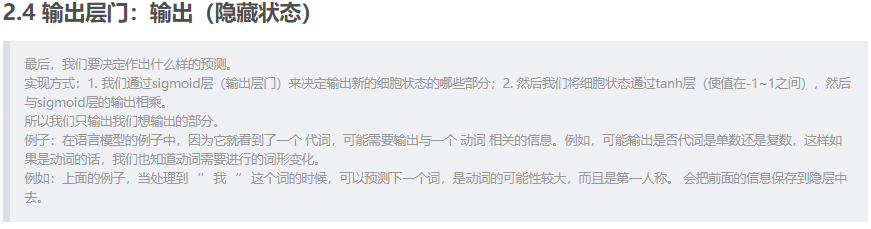 2.4 输出层门：输出（隐藏状态）
最后，我们要决定作出什么样的预测。
实现方式：1. 我们通过sigmoid层（输出层门）来决定输出新的细胞状态的哪些部分；2. 然后我们将细胞状态通过tanh层（使值在-1~1之间），然后
与sigmoid层的输出相乘。
所以我们只输出我们想输出的部分。
例子：在语言模型的例子中，因为它就看到了一个 代词，可能需要输出与一个 动词 相关的信息。例如，可能输出是否代词是单数还是复数，这样如
果是动词的话，我们也知道动词需要进行的词形变化。
例如：上面的例子，当处理到 “ 我 ” 这个词的时候，可以预测下一个词，是动词的可能性较大，而且是第一人称。 会把前面的信息保存到隐层中
去。